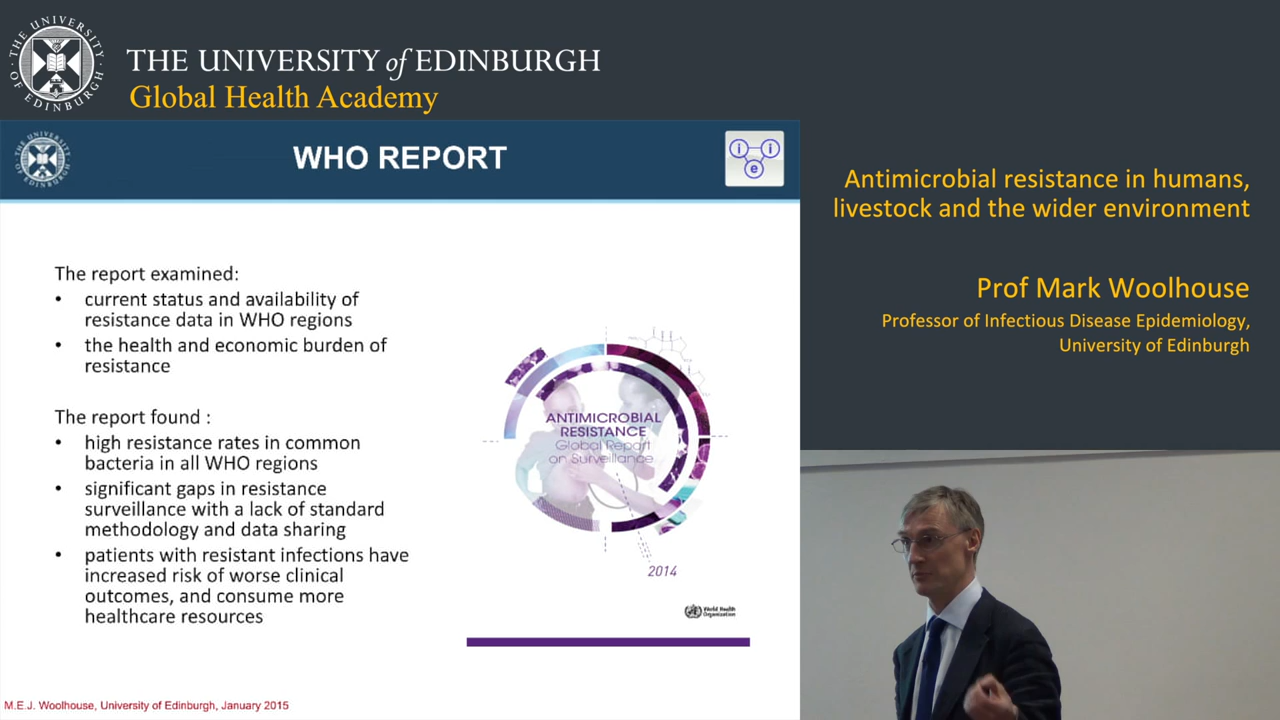 THE UNIVERSITY of EDINBURGH
Global Health Academy
THE UNIVERSITY OF EDINBURGH
WHO REPORT
i i
e
The report examined:
• current status and availability of
resistance data in WHO regions
• the health and economic burden of
resistance
The report found :
• high resistance rates in common
bacteria in all WHO regions
• significant gaps in resistance
surveillance with a lack of standard
methodology and data sharing
• patients with resistant infections have
increased risk of worse clinical
outcomes, and consume more
healthcare resources
ANTIMICROBIAL
RESISTANCE
Global Report
on Surveillance
2014
World Health
Organization
M.E.J. Woolhouse, University of Edinburgh, January 2015
Antimicrobial resistance in humans,
livestock and the wider environment
Prof Mark Woolhouse
Professor of Infectious Disease Epidemiology,
University of Edinburgh